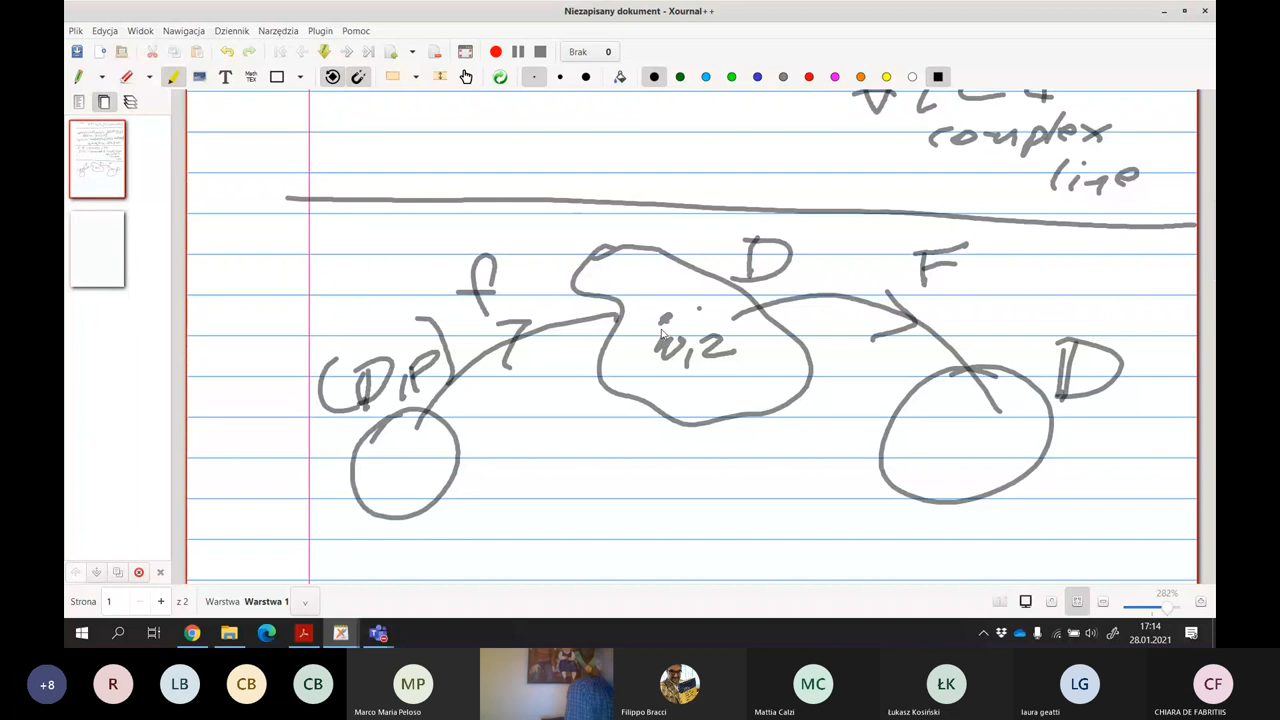 Niezapisany dokument - Xournal++
Plik Edycja Widok Nawigacja Dziennik Narzędzia Plugin Pomoc
Brak 0
T Math TEX
complex
line
f
D
F
(D,p)
w,z
D
Strona 1 z 2 Warstwa Warstwa 1
282%
17:14
28.01.2021
+8 R LB CB CB MP MC ŁK LG CF
Marco Maria Peloso Filippo Bracci Mattia Calzi Łukasz Kosiński laura geatti CHIARA DE FABRITIIS